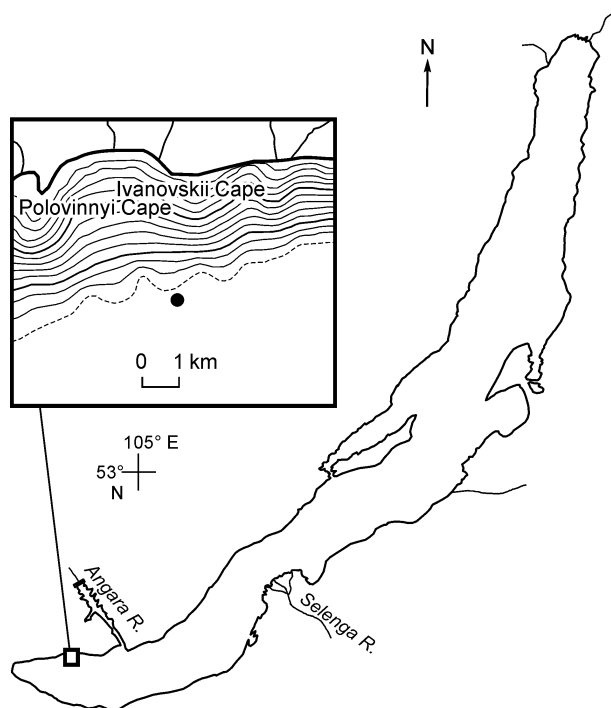 N
Ivanovskii Cape
Polovinnyi Cape
0 1 km
105° E
53°
N
Angara R.
Selenga R.